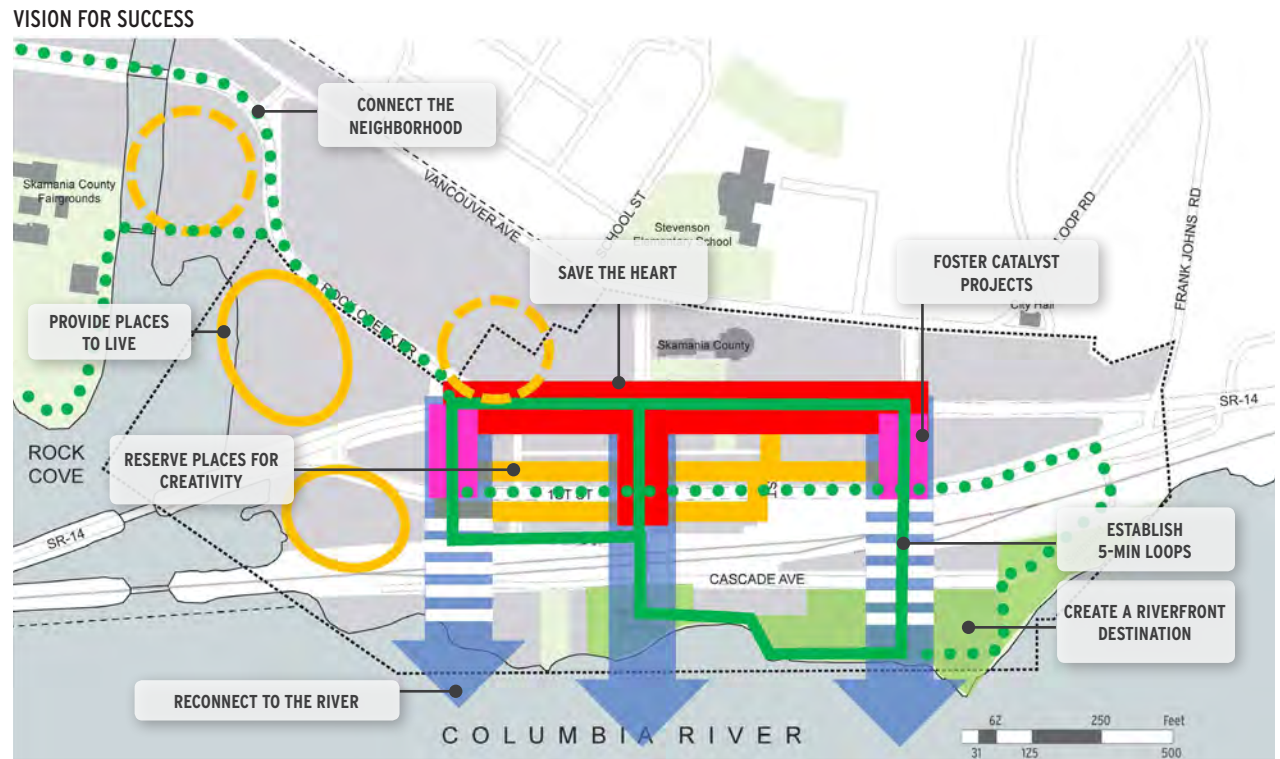 VISION FOR SUCCESS
CONNECT THE
NEIGHBORHOOD
Skamania County
Fairgrounds
VANCOUVER AVE
SCHOOL ST
Stevenson
Elementary School
LOOP RD
FRANK JOHNS RD
SAVE THE HEART
FOSTER CATALYST
PROJECTS
City Hall
PROVIDE PLACES
TO LIVE
ROCK CREEK DR
Skamania County
SR-14
ROCK
COVE
RESERVE PLACES FOR
CREATIVITY
1ST ST
ST
SR-14
ESTABLISH
5-MIN LOOPS
CASCADE AVE
CREATE A RIVERFRONT
DESTINATION
RECONNECT TO THE RIVER
COLUMBIA RIVER
62 250 Feet
31 125 500